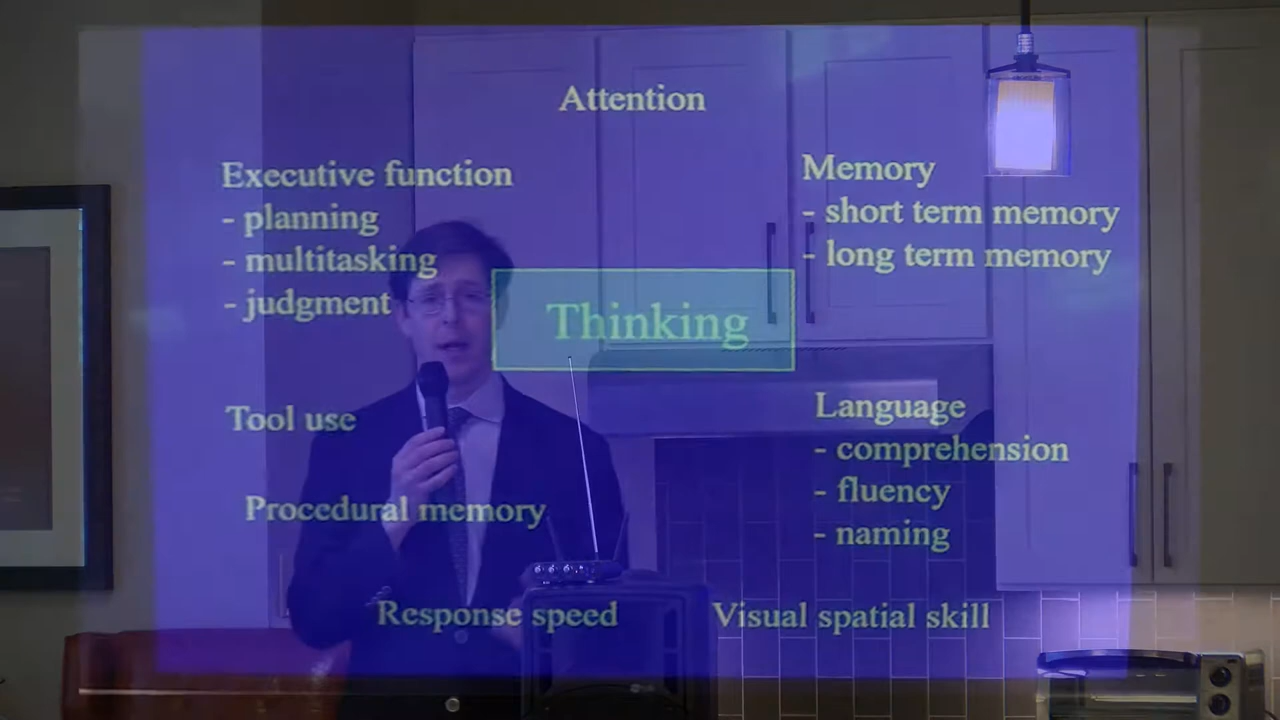 Attention
Executive function
- planning
- multitasking
- judgment
Memory
- short term memory
- long term memory
Thinking
Tool use
Procedural memory
Language
- comprehension
- fluency
- naming
Response speed
Visual spatial skill